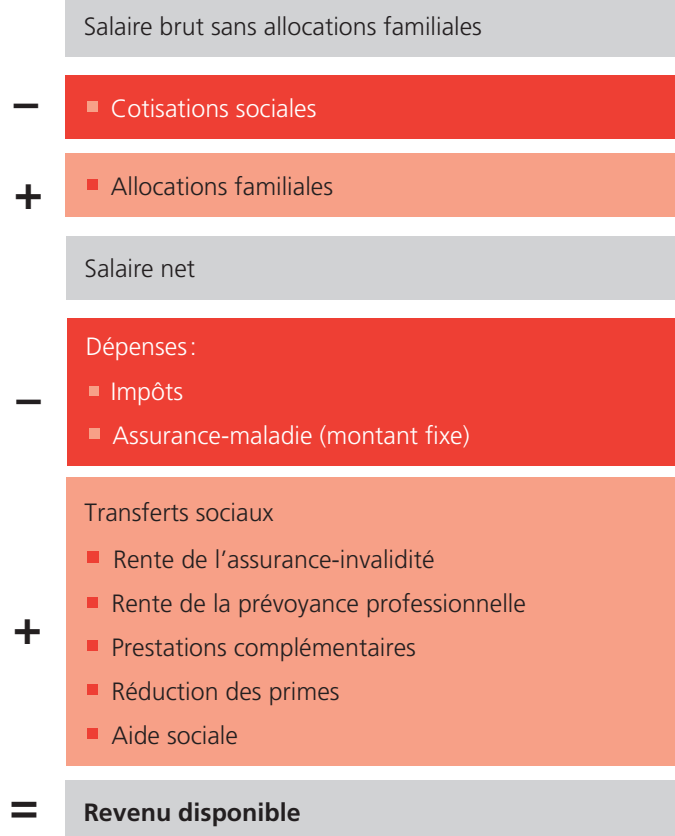 Salaire brut sans allocations familiales
– ▪ Cotisations sociales
+ ▪ Allocations familiales
Salaire net
Dépenses :
▪ Impôts
– ▪ Assurance-maladie (montant fixe)
Transferts sociaux
▪ Rente de l’assurance-invalidité
▪ Rente de la prévoyance professionnelle
+ ▪ Prestations complémentaires
▪ Réduction des primes
▪ Aide sociale
= Revenu disponible